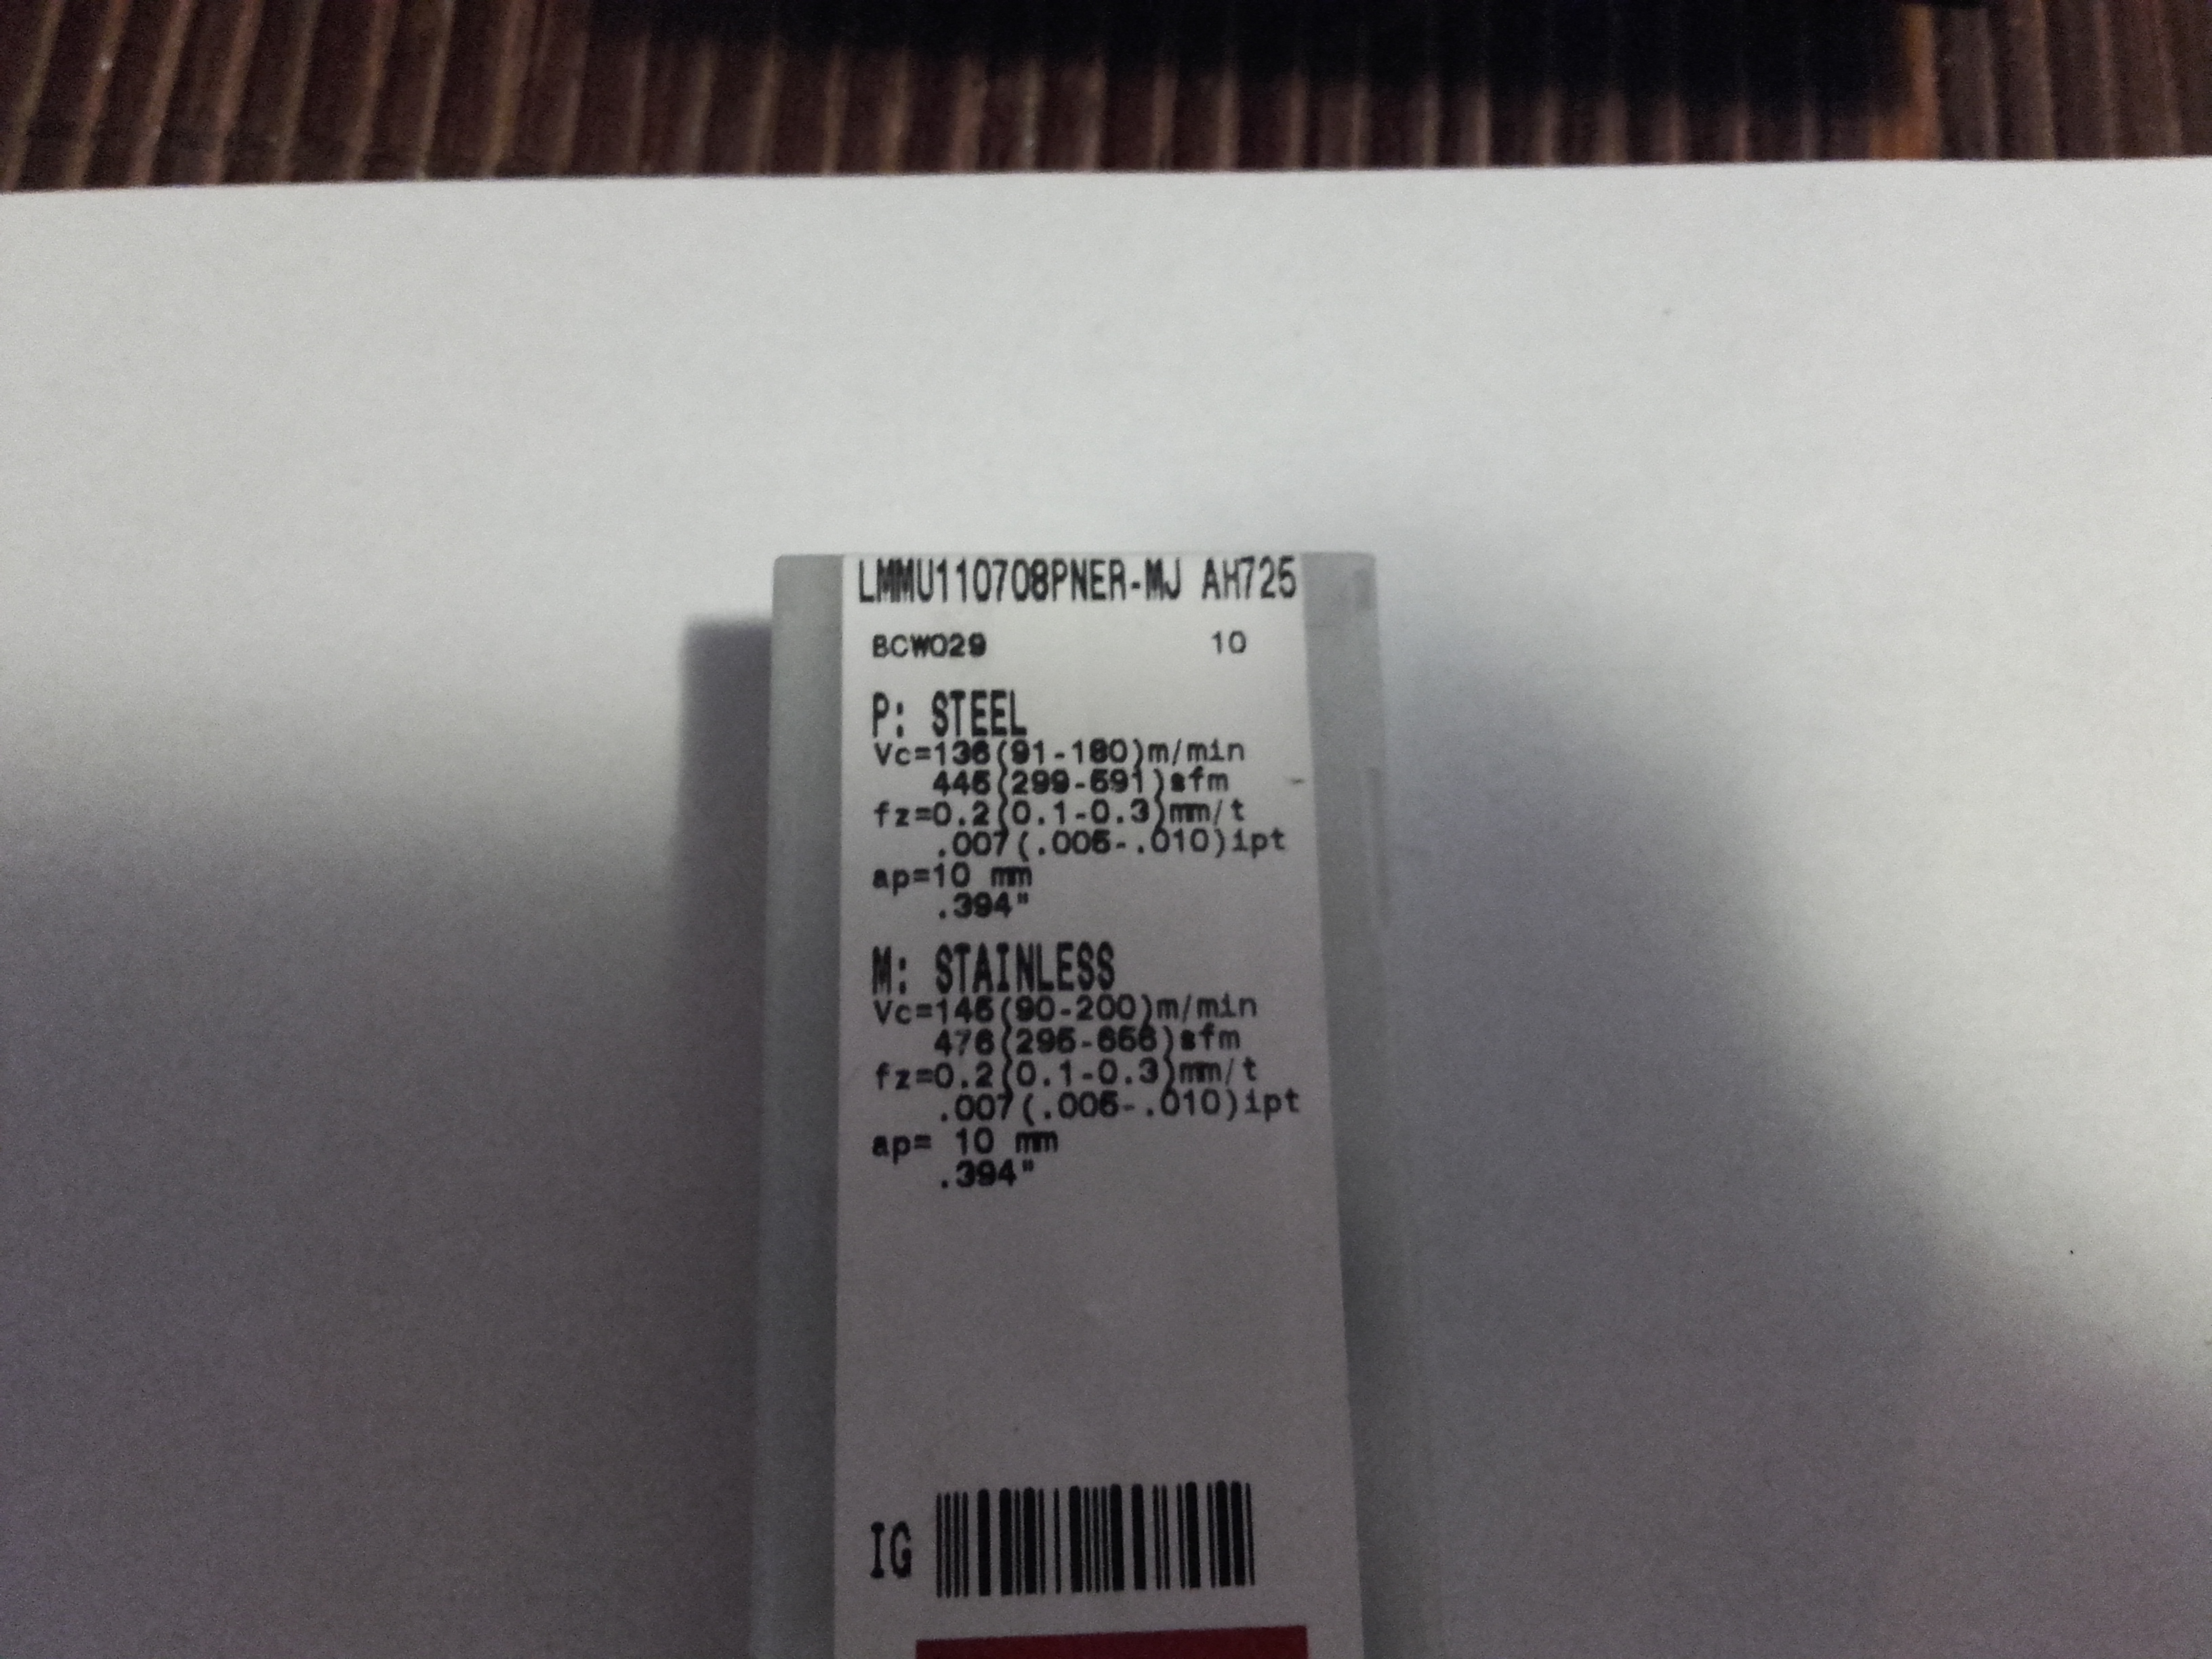 LMMU110708PNER-MJ AH725
BCW029 10
P: STEEL
Vc=136(91-180)m/min
446(299-591)sfm
fz=0.2(0.1-0.3)mm/t
.007(.005-.010)ipt
ap=10 mm
.394"
M: STAINLESS
Vc=145(90-200)m/min
476(295-656)sfm
fz=0.2(0.1-0.3)mm/t
.007(.005-.010)ipt
ap= 10 mm
.394"
IG